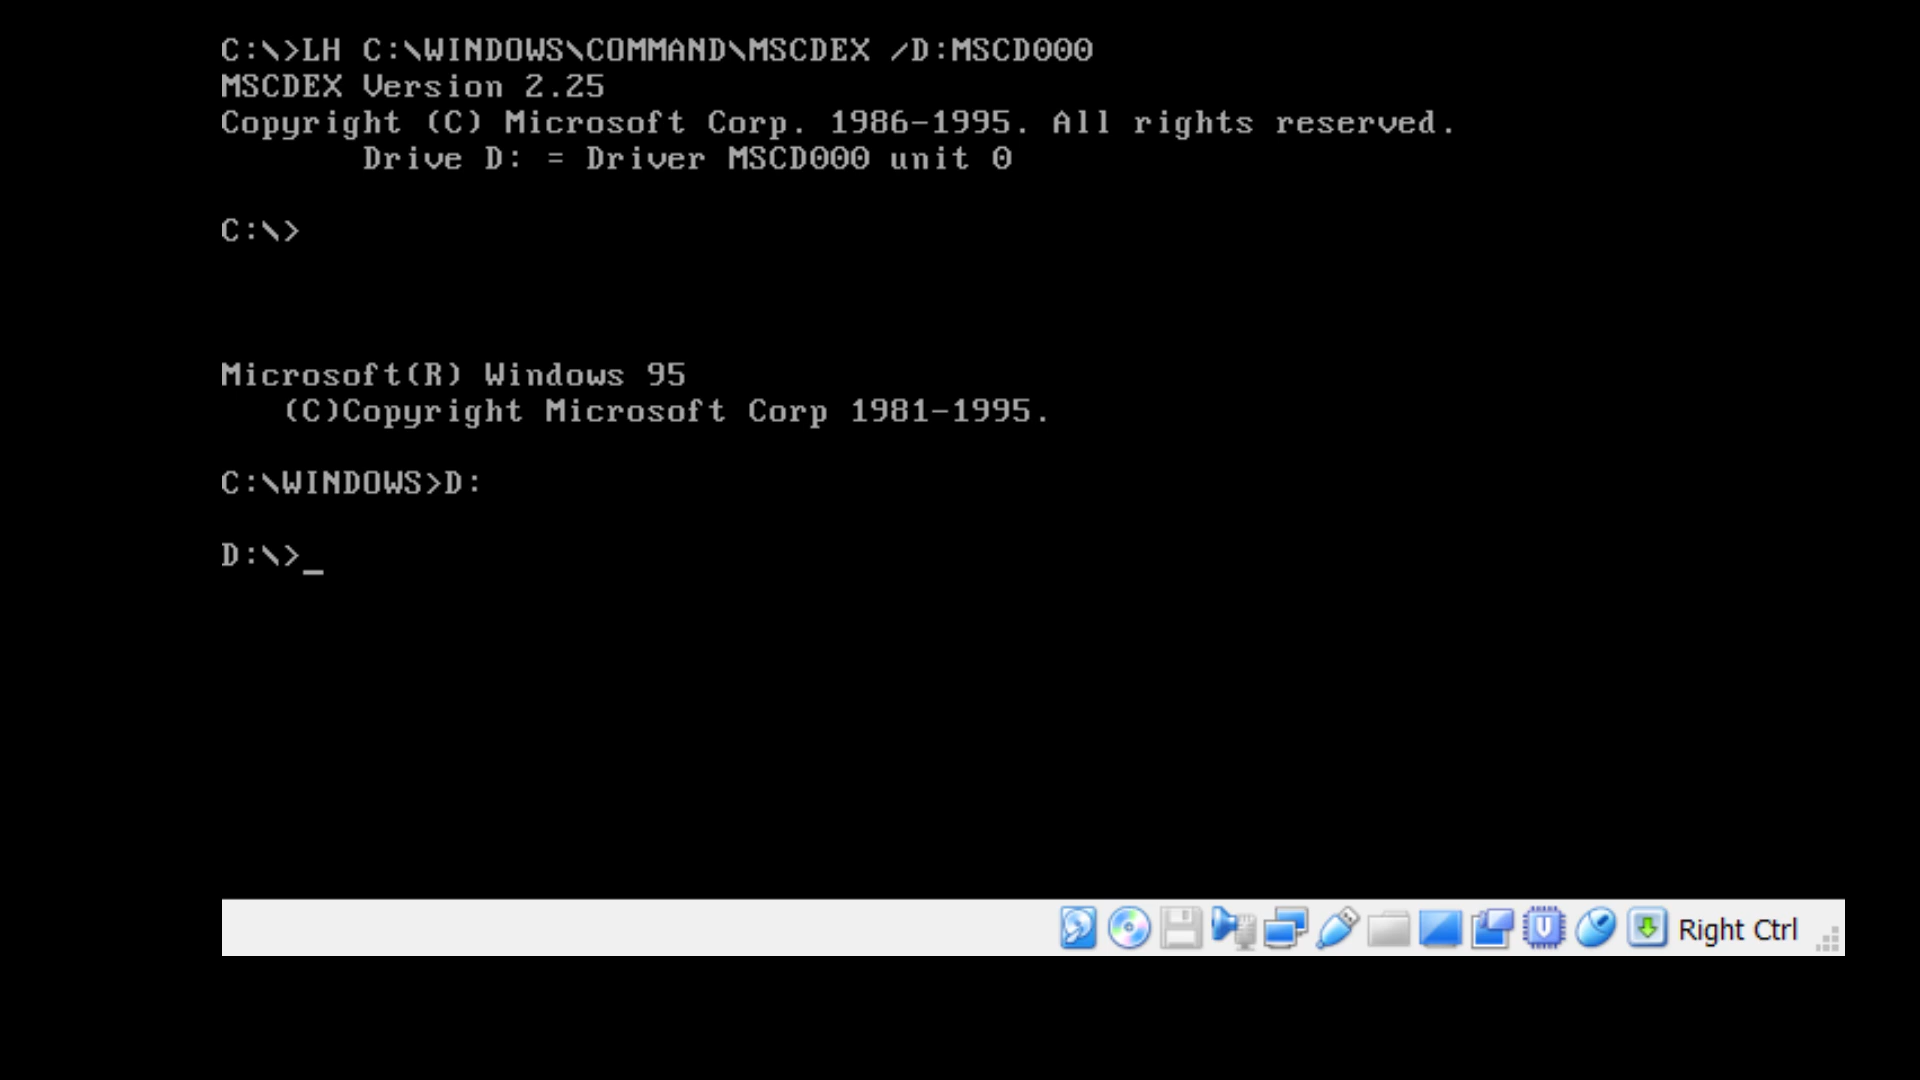 C:\>LH C:\WINDOWS\COMMAND\MSCDEX /D:MSCD000
MSCDEX Version 2.25
Copyright (C) Microsoft Corp. 1986-1995. All rights reserved.
       Drive D: = Driver MSCD000 unit 0
C:\>
Microsoft(R) Windows 95
   (C)Copyright Microsoft Corp 1981-1995.
C:\WINDOWS>D:
D:\>_
Right Ctrl